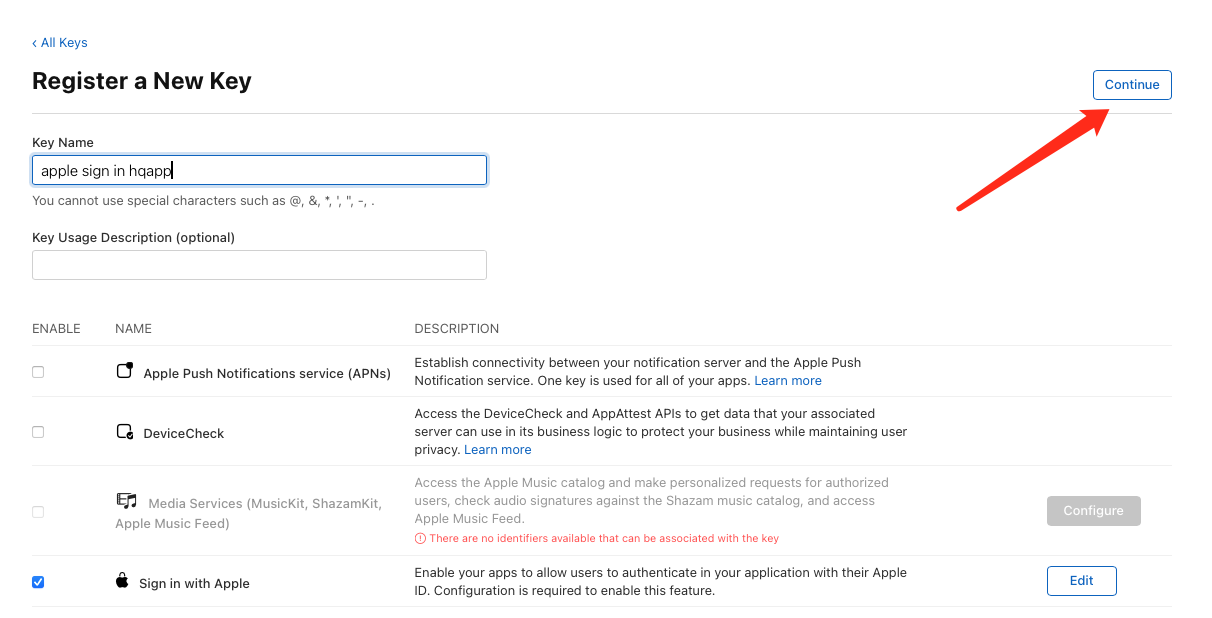 ‹ All Keys
Register a New Key
Continue
Key Name
apple sign in hqapp
You cannot use special characters such as @, &, *, ', ", -, .
Key Usage Description (optional)
ENABLE NAME DESCRIPTION
Apple Push Notifications service (APNs)
Establish connectivity between your notification server and the Apple Push
Notification service. One key is used for all of your apps. Learn more
DeviceCheck
Access the DeviceCheck and AppAttest APIs to get data that your associated
server can use in its business logic to protect your business while maintaining user
privacy. Learn more
Media Services (MusicKit, ShazamKit,
Apple Music Feed)
Access the Apple Music catalog and make personalized requests for authorized
users, check audio signatures against the Shazam music catalog, and access
Apple Music Feed.
There are no identifiers available that can be associated with the key
Configure
Sign in with Apple
Enable your apps to allow users to authenticate in your application with their Apple
ID. Configuration is required to enable this feature.
Edit